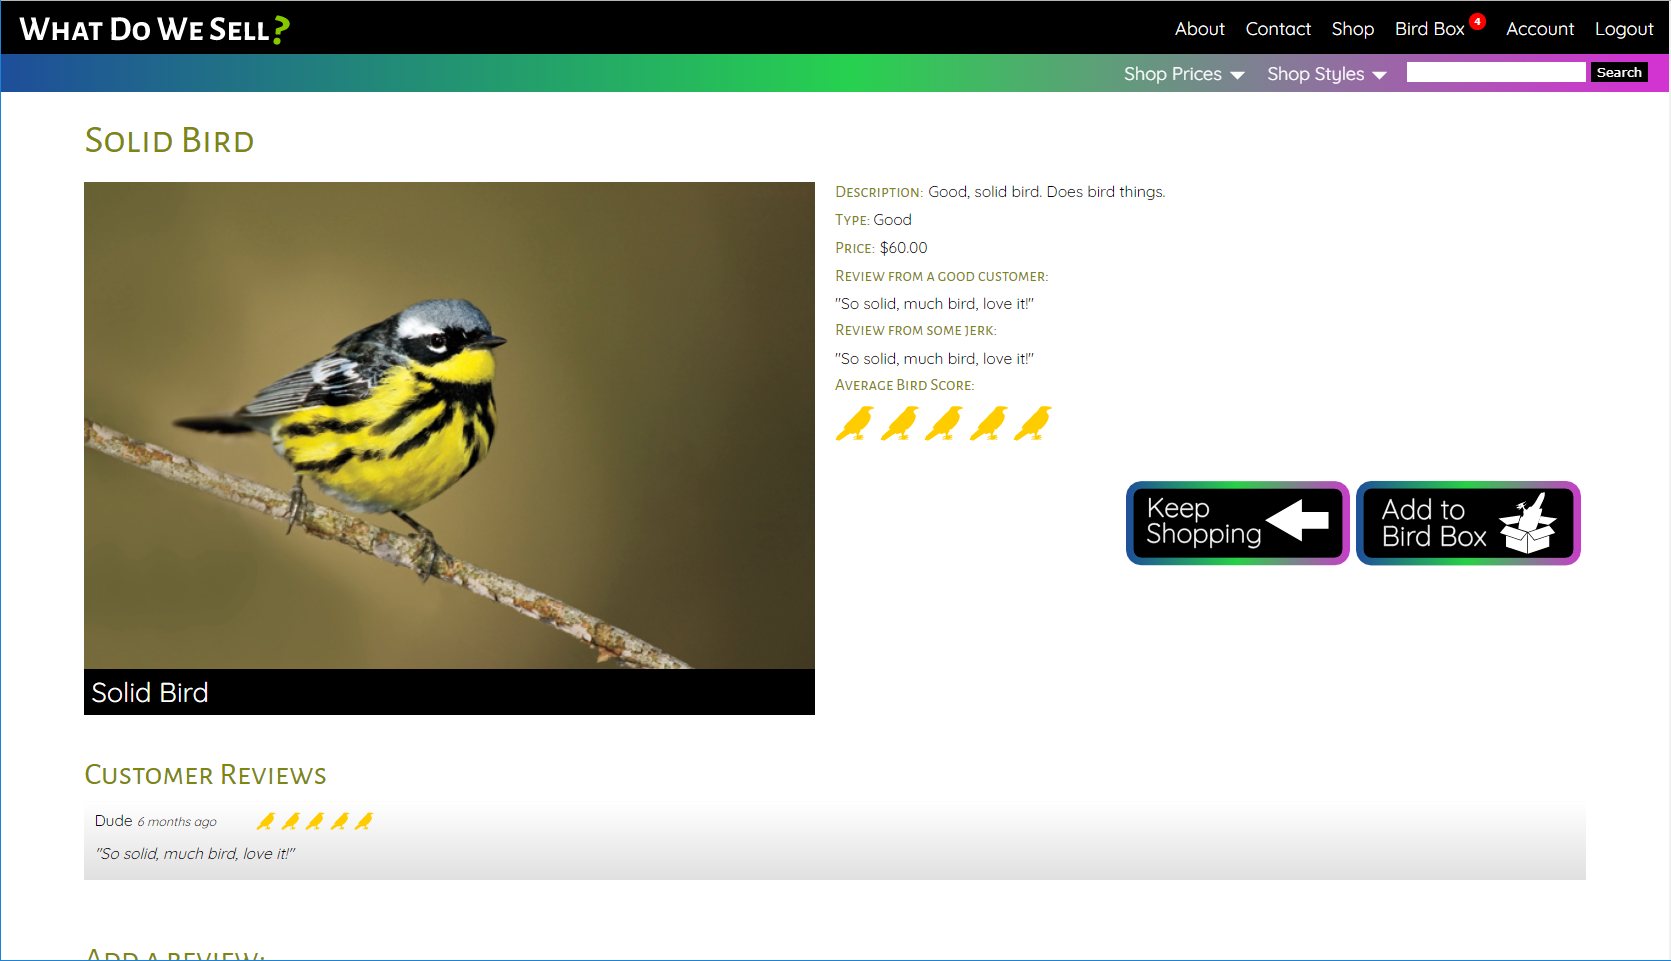 What Do We Sell?
About Contact Shop Bird Box 4 Account Logout
Shop Prices Shop Styles Search
Solid Bird
Description: Good, solid bird. Does bird things.
Type: Good
Price: $60.00
Review from a good customer:
"So solid, much bird, love it!"
Review from some jerk:
"So solid, much bird, love it!"
Average Bird Score:
Keep
Shopping
Add to
Bird Box
Solid Bird
Customer Reviews
Dude 6 months ago
"So solid, much bird, love it!"
Add a review: